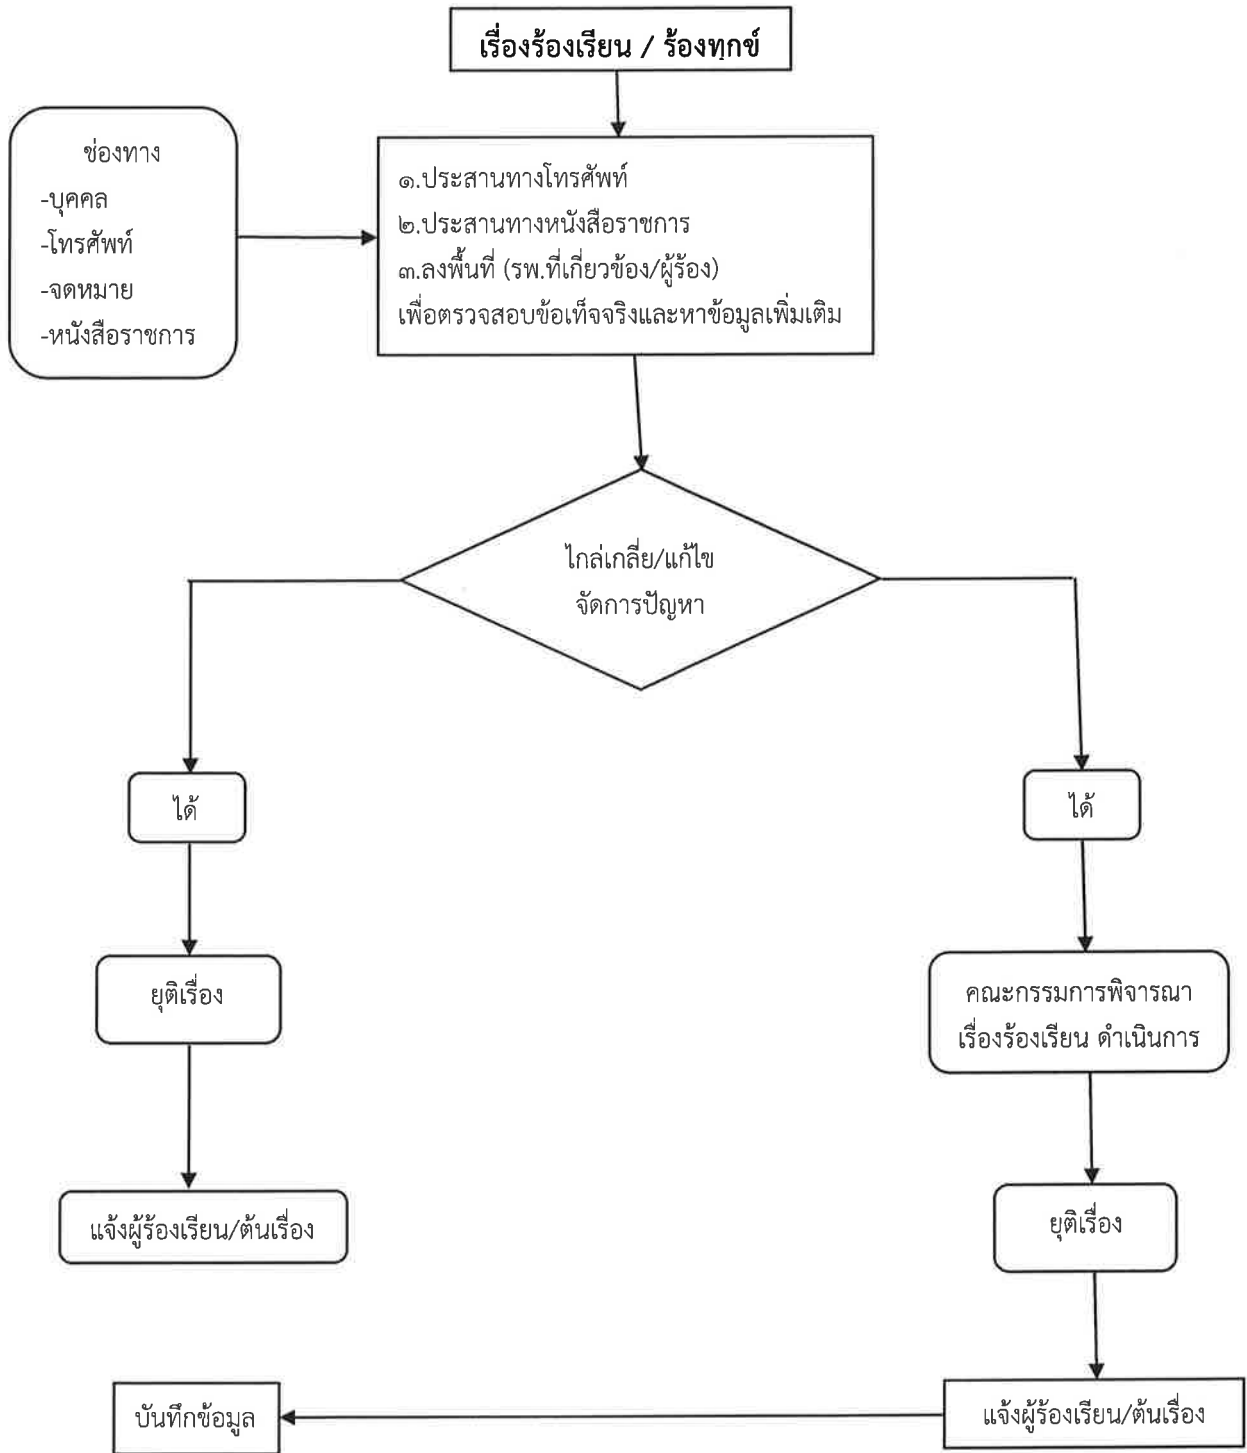 เรื่องร้องเรียน / ร้องทุกข์
ช่องทาง
-บุคคล
-โทรศัพท์
-จดหมาย
-หนังสือราชการ
๑.ประสานทางโทรศัพท์
๒.ประสานทางหนังสือราชการ
๓.ลงพื้นที่ (รพ.ที่เกี่ยวข้อง/ผู้ร้อง)
เพื่อตรวจสอบข้อเท็จจริงและหาข้อมูลเพิ่มเติม
ไกล่เกลี่ย/แก้ไข
จัดการปัญหา
ได้
ได้
ยุติเรื่อง
คณะกรรมการพิจารณา
เรื่องร้องเรียน ดำเนินการ
แจ้งผู้ร้องเรียน/ต้นเรื่อง
ยุติเรื่อง
บันทึกข้อมูล
แจ้งผู้ร้องเรียน/ต้นเรื่อง